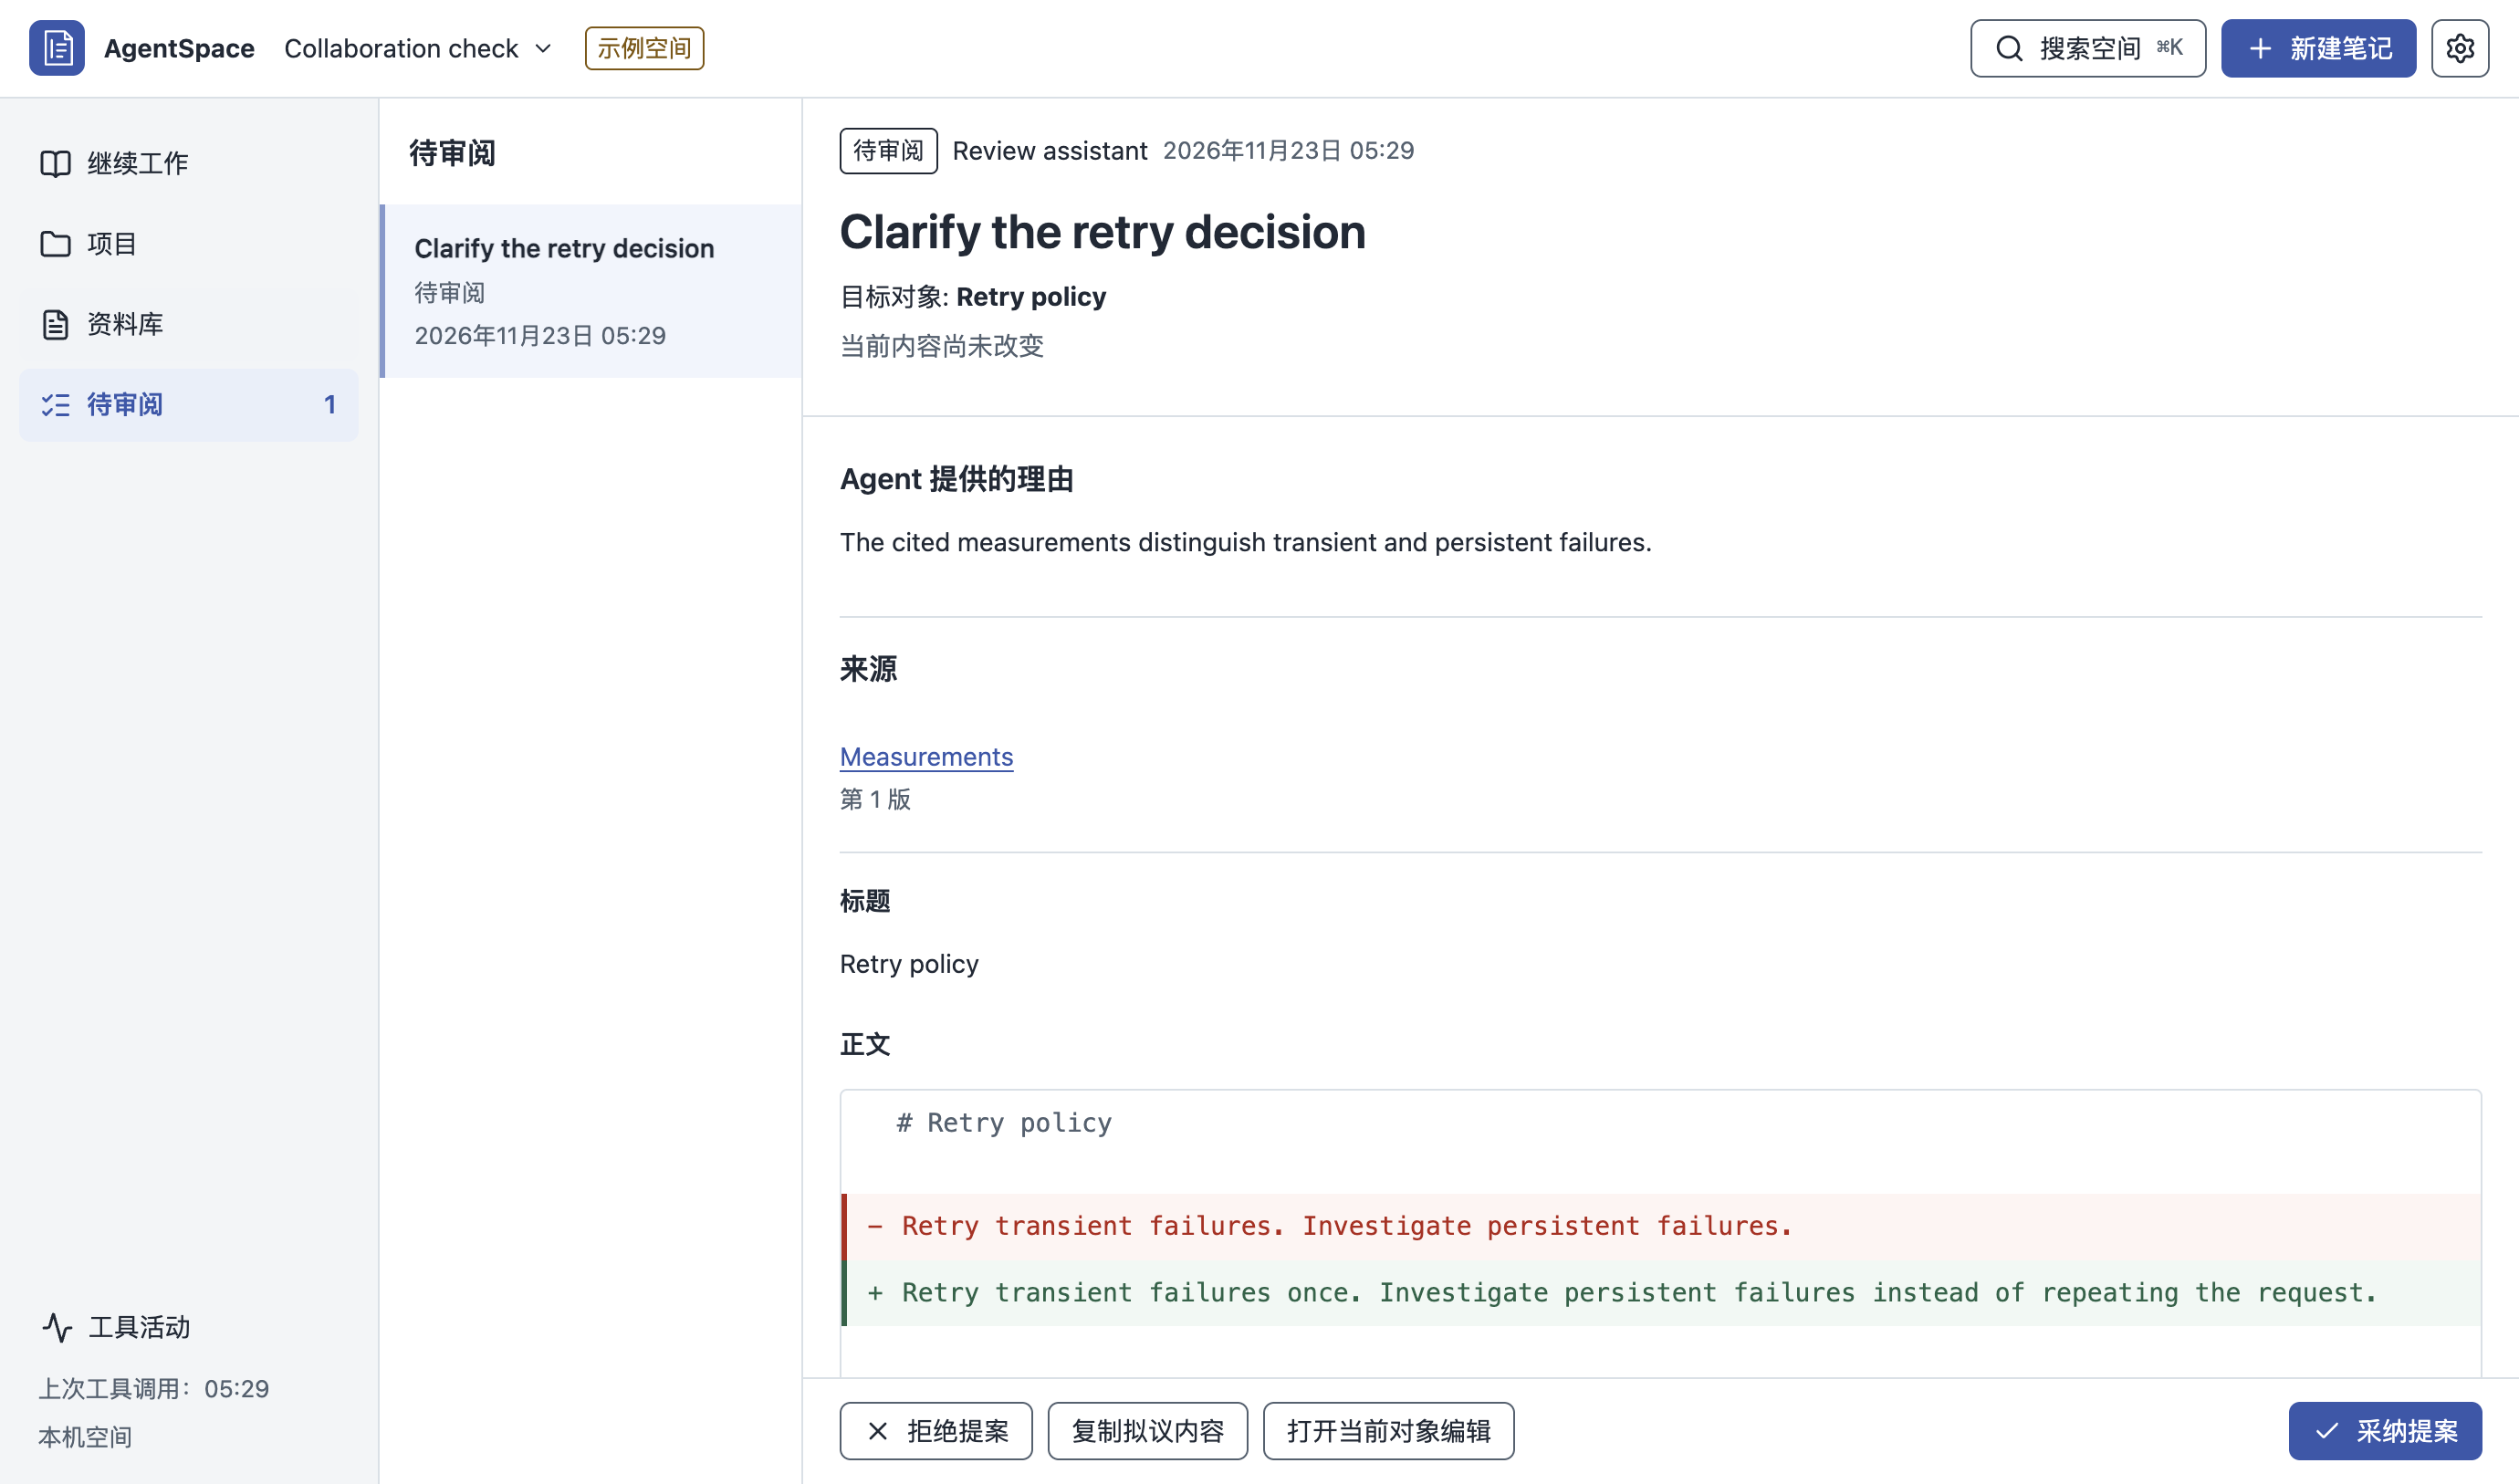 AgentSpace
Collaboration check
示例空间
搜索空间 ⌘K
新建笔记
继续工作
项目
资料库
待审阅 1
工具活动
上次工具调用：05:29
本机空间
待审阅
Clarify the retry decision
待审阅
2026年11月23日 05:29
待审阅 Review assistant 2026年11月23日 05:29
Clarify the retry decision
目标对象: Retry policy
当前内容尚未改变
Agent 提供的理由
The cited measurements distinguish transient and persistent failures.
来源
Measurements
第 1 版
标题
Retry policy
正文
# Retry policy
− Retry transient failures. Investigate persistent failures.
+ Retry transient failures once. Investigate persistent failures instead of repeating the request.
拒绝提案
复制拟议内容
打开当前对象编辑
采纳提案